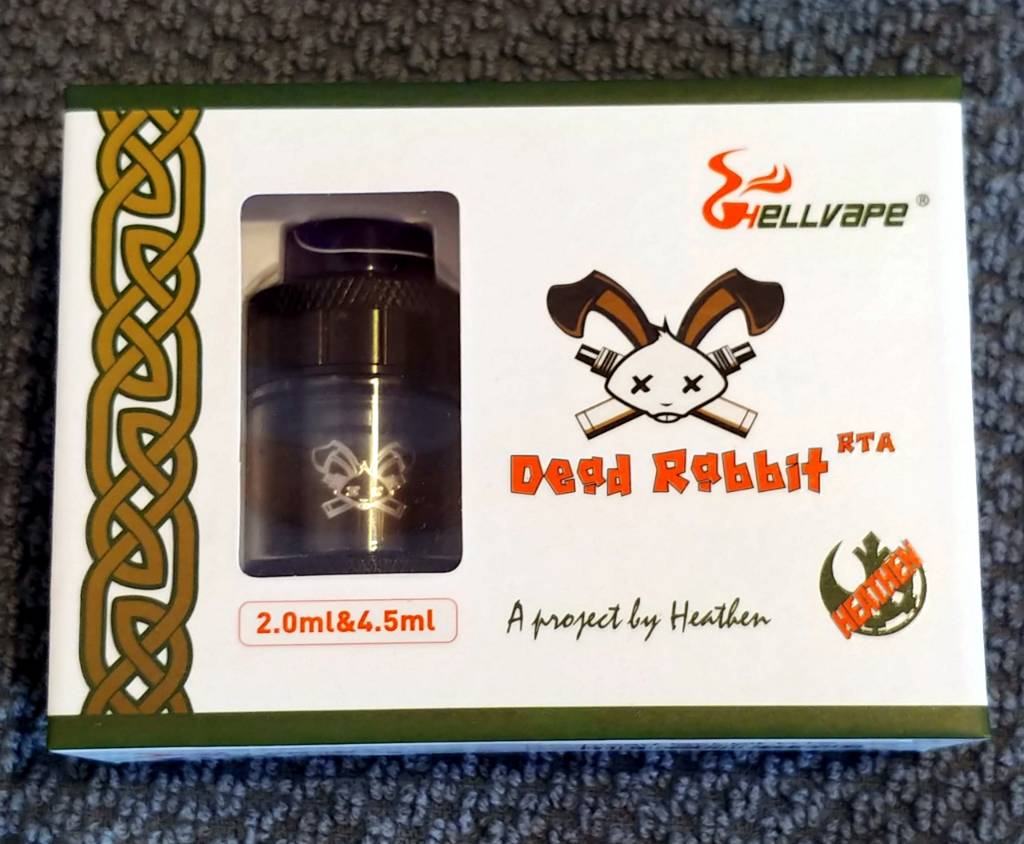 HELLVAPE®
Dead Rabbit RTA
2.0ml&4.5ml
A project by Heathen
HEATHEN